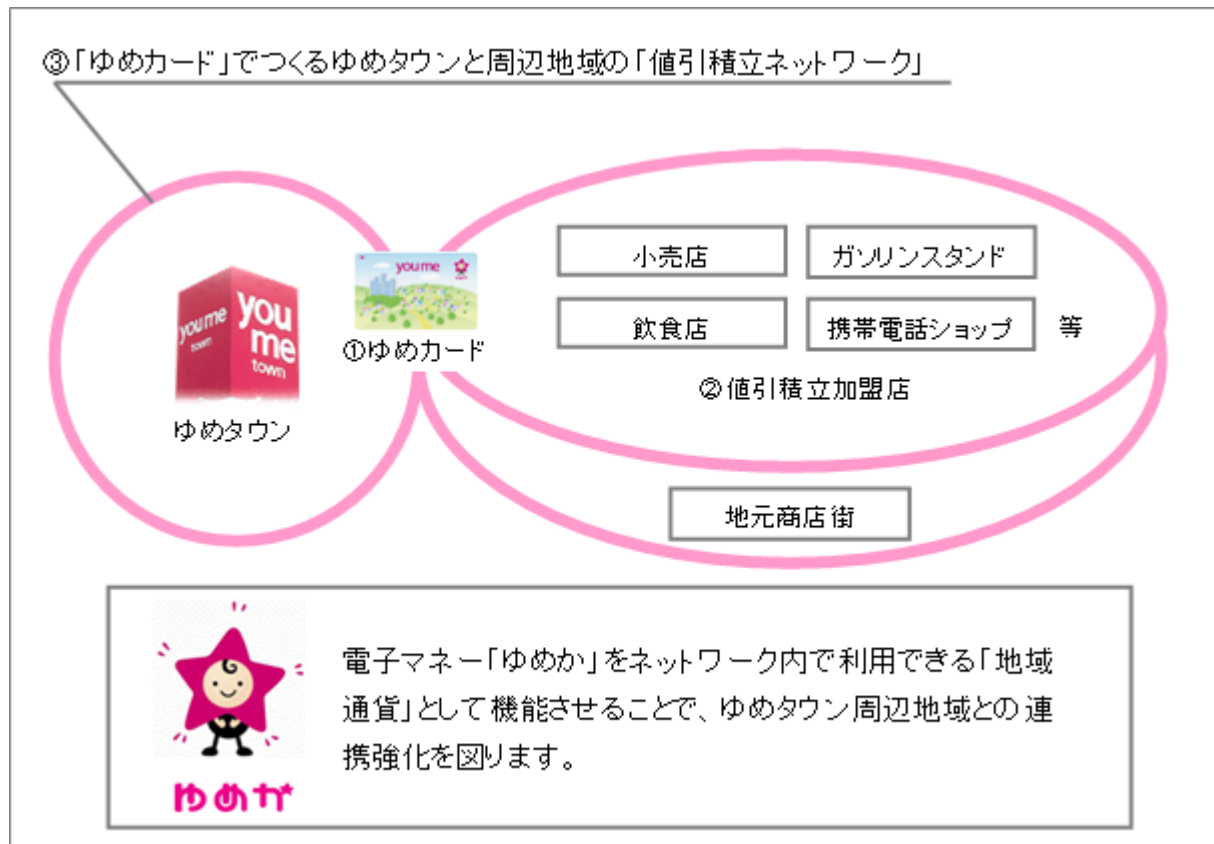 ③「ゆめカード」でつくるゆめタウンと周辺地域の「値引積立ネットワーク」
小売店
ガソリンスタンド
youme
you me town
you me town
飲食店
携帯電話ショップ
等
①ゆめカード
②値引積立加盟店
ゆめタウン
地元商店街
電子マネー「ゆめか」をネットワーク内で利用できる「地域
通貨」として機能させることで、ゆめタウン周辺地域との連
携強化を図ります。
ゆめか